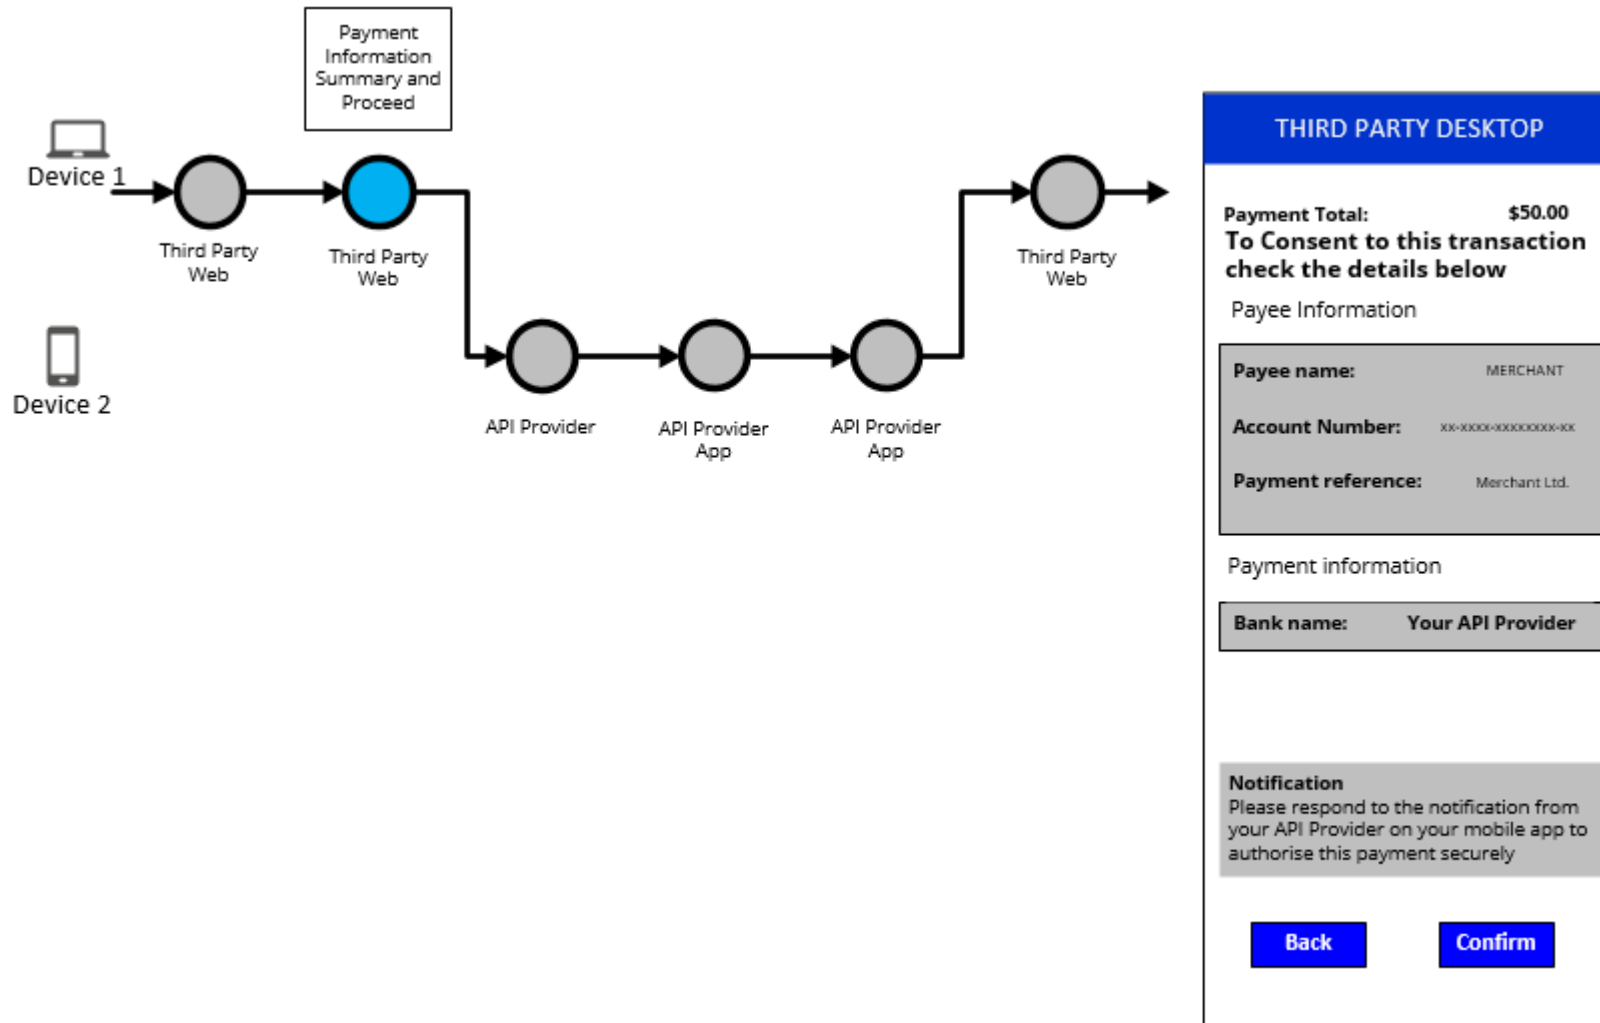 Payment
Information
Summary and
Proceed
Device 1
Third Party
Web
Third Party
Web
Third Party
Web
Device 2
API Provider
API Provider
App
API Provider
App
THIRD PARTY DESKTOP
Payment Total: $50.00
To Consent to this transaction
check the details below
Payee Information
Payee name: MERCHANT
Account Number: xx-xxxx-xxxxxxxx-xx
Payment reference: Merchant Ltd.
Payment information
Bank name: Your API Provider
Notification
Please respond to the notification from
your API Provider on your mobile app to
authorise this payment securely
Back Confirm